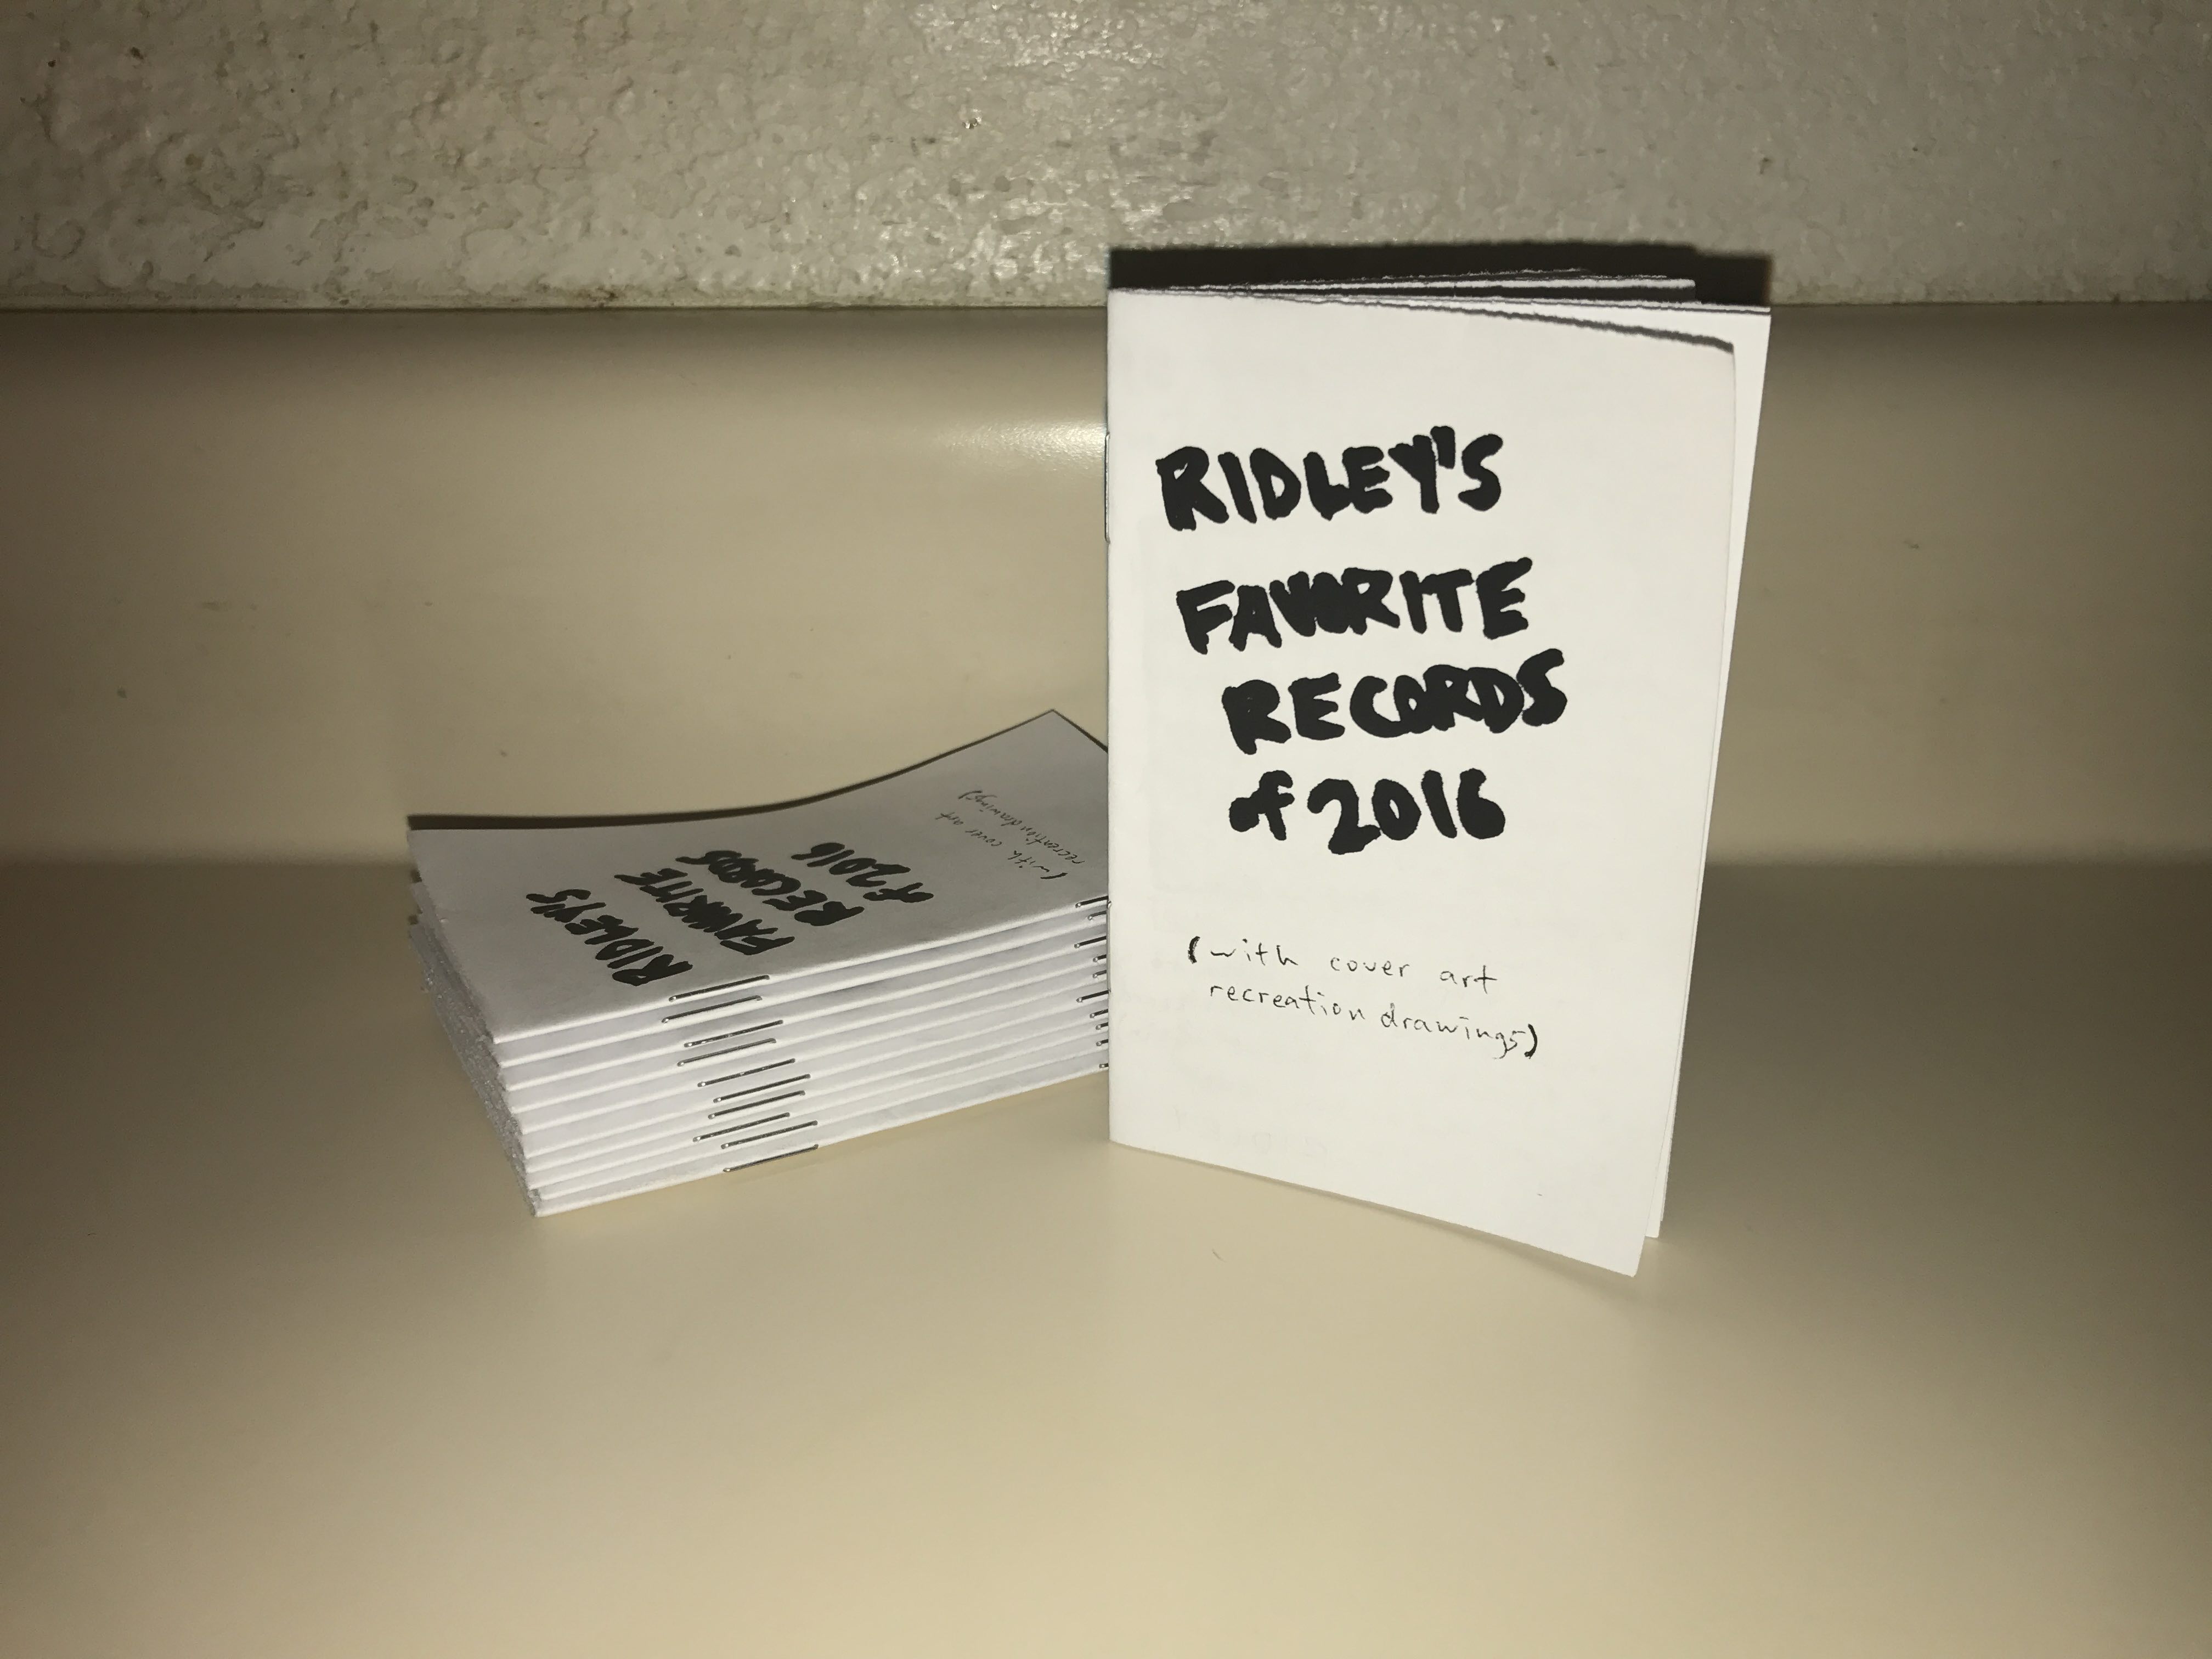 RIDLEY'S
FAVORITE
RECORDS
of 2016
(with cover art
recreation drawings)
RIDLEY'S
FAVORITE
RECORDS
of 2016
(with cover art
recreation drawings)